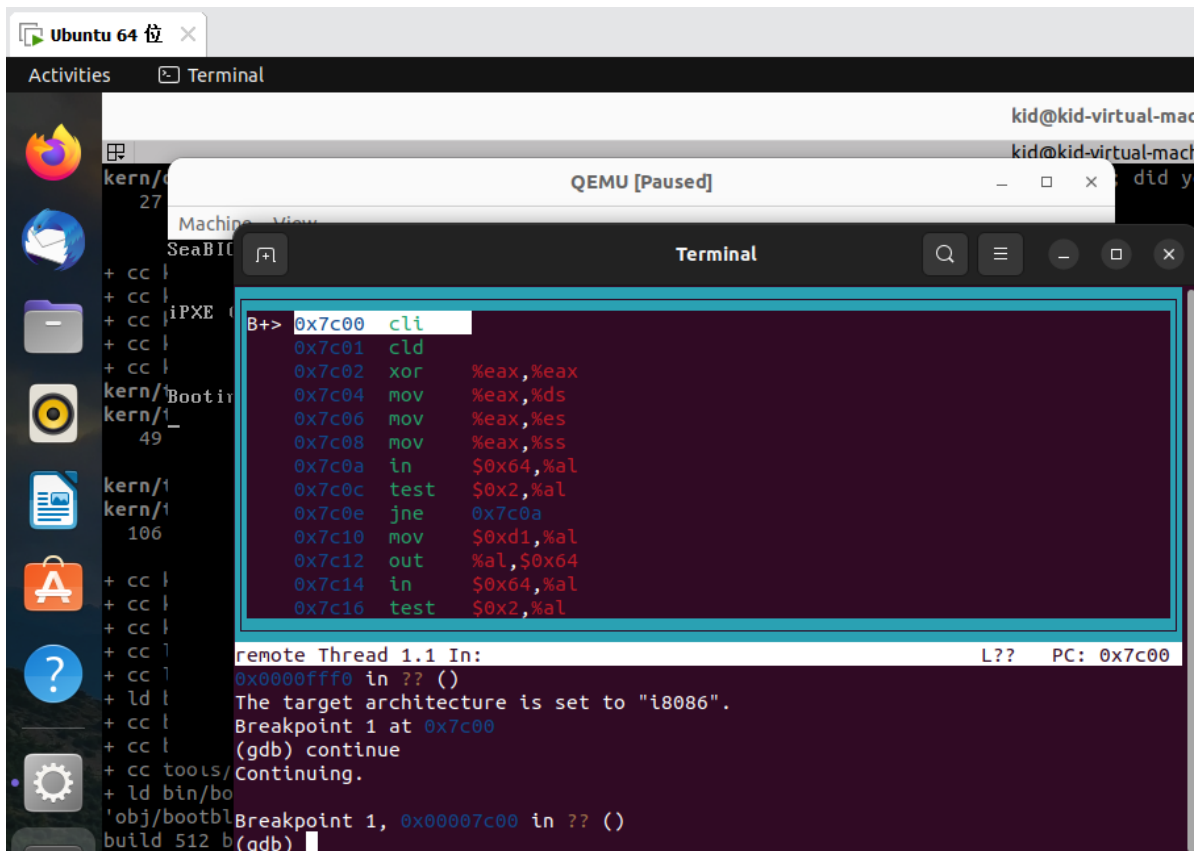 Ubuntu 64 位
Activities
Terminal
kid@kid-virtual-mac
kid@kid-virtual-mach
kern/
did y
27
QEMU [Paused]
Machine View
SeaBIO
Terminal
+ cc k
+ cc k
+ cc k
iPXE (
+ cc k
+ cc k
kern/
Bootin
kern/
49
kern/
kern/
106
+ cc k
+ cc k
+ cc k
+ cc l
+ cc l
+ ld b
+ cc b
+ cc b
+ cc tools/
+ ld bin/bo
'obj/bootbl
build 512 b
B+> 0x7c00 cli
0x7c01 cld
0x7c02 xor %eax,%eax
0x7c04 mov %eax,%ds
0x7c06 mov %eax,%es
0x7c08 mov %eax,%ss
0x7c0a in $0x64,%al
0x7c0c test $0x2,%al
0x7c0e jne 0x7c0a
0x7c10 mov $0xd1,%al
0x7c12 out %al,$0x64
0x7c14 in $0x64,%al
0x7c16 test $0x2,%al
remote Thread 1.1 In: L?? PC: 0x7c00
0x0000fff0 in ?? ()
The target architecture is set to "i8086".
Breakpoint 1 at 0x7c00
(gdb) continue
Continuing.
Breakpoint 1, 0x00007c00 in ?? ()
(gdb)